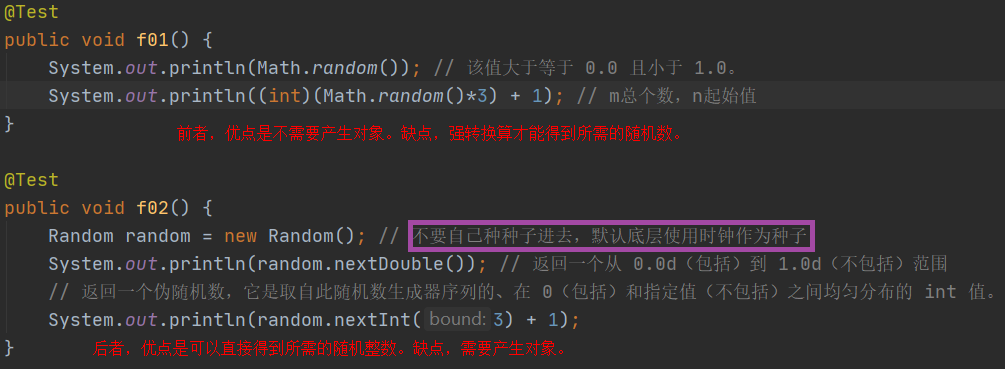 @Test
public void f01() {
System.out.println(Math.random()); // 该值大于等于 0.0 且小于 1.0。
System.out.println((int)(Math.random()*3) + 1); // m总个数，n起始值
}
前者，优点是不需要产生对象。缺点，强转换算才能得到所需的随机数。
@Test
public void f02() {
Random random = new Random(); // 不要自己种种子进去，默认底层使用时钟作为种子
System.out.println(random.nextDouble()); // 返回一个从 0.0d（包括）到 1.0d（不包括）范围
// 返回一个伪随机数，它是取自此随机数生成器序列的、在 0（包括）和指定值（不包括）之间均匀分布的 int 值。
System.out.println(random.nextInt( bound: 3) + 1);
}
后者，优点是可以直接得到所需的随机整数。缺点，需要产生对象。